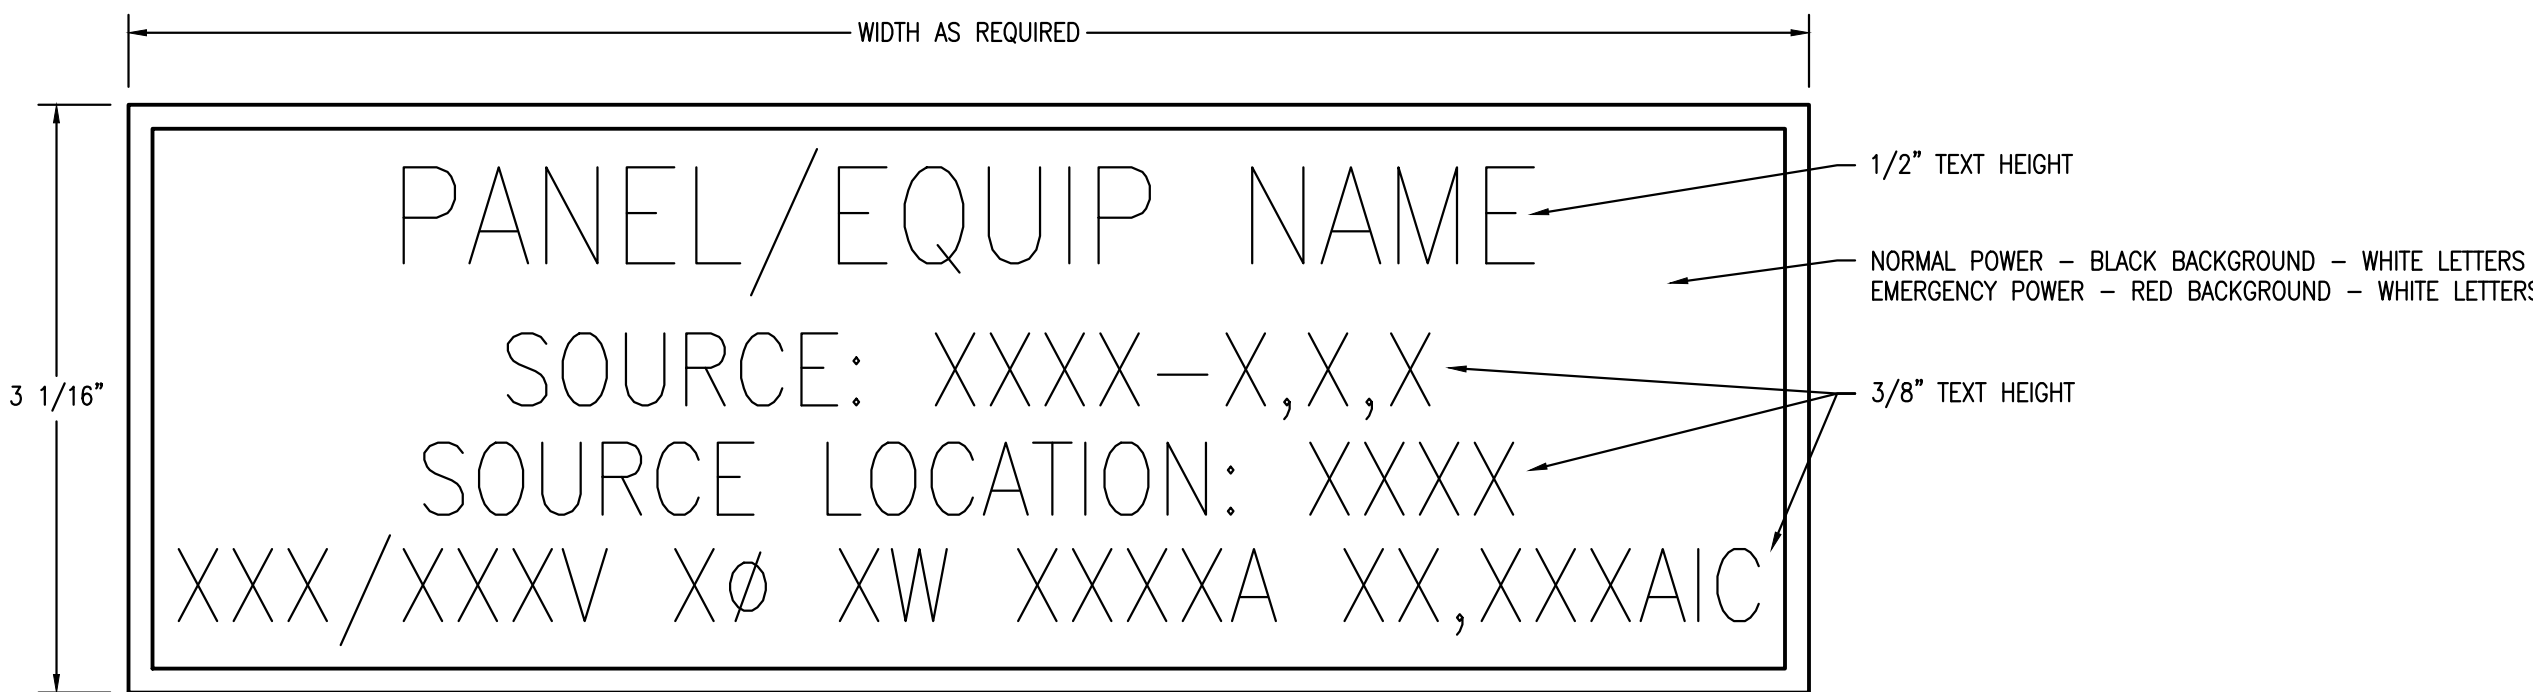 WIDTH AS REQUIRED
PANEL/EQUIP NAME
1/2" TEXT HEIGHT
NORMAL POWER – BLACK BACKGROUND – WHITE LETTERS
EMERGENCY POWER – RED BACKGROUND – WHITE LETTERS
SOURCE: XXXX–X,X,X
3 1/16"
3/8" TEXT HEIGHT
SOURCE LOCATION: XXXX
XXX/XXXV XØ XW XXXXA XX,XXXAIC